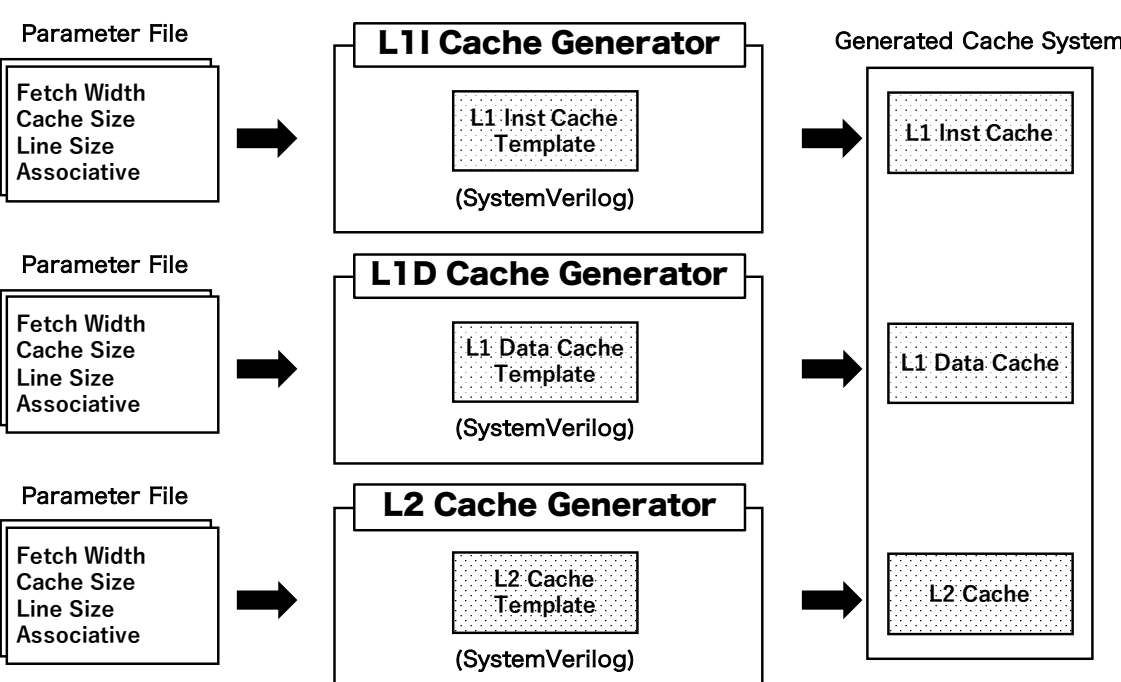 Parameter File
Fetch Width
Cache Size
Line Size
Associative
L1I Cache Generator
L1 Inst Cache
Template
(SystemVerilog)
Generated Cache System
L1 Inst Cache
Parameter File
Fetch Width
Cache Size
Line Size
Associative
L1D Cache Generator
L1 Data Cache
Template
(SystemVerilog)
L1 Data Cache
Parameter File
Fetch Width
Cache Size
Line Size
Associative
L2 Cache Generator
L2 Cache
Template
(SystemVerilog)
L2 Cache